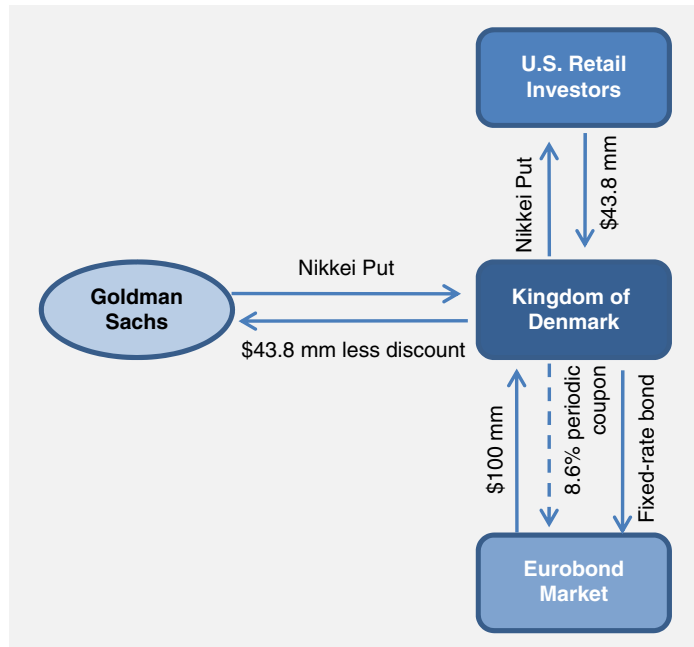 U.S. Retail
Investors
Nikkei Put
$43.8 mm
Nikkei Put
Goldman
Sachs
Kingdom of
Denmark
$43.8 mm less discount
$100 mm
8.6% periodic
coupon
Fixed-rate bond
Eurobond
Market